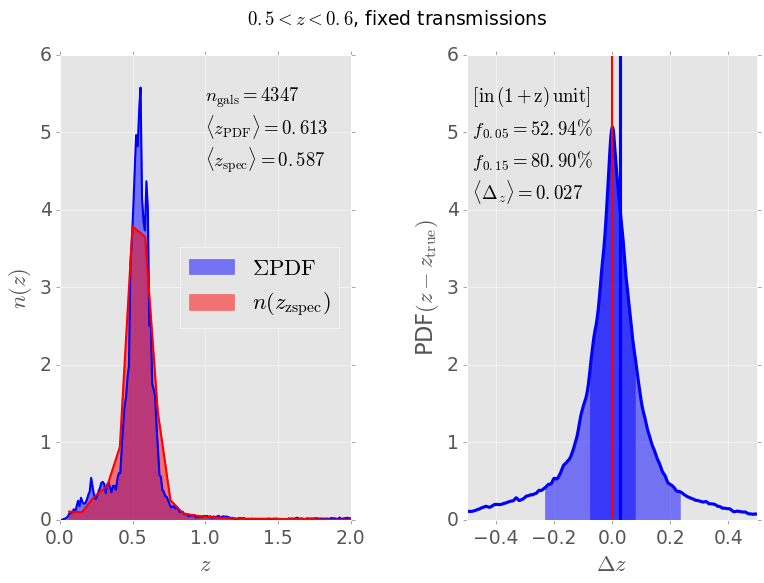 0.5 < z < 0.6, fixed transmissions
n_gals = 4347
⟨z_PDF⟩ = 0.613
⟨z_spec⟩ = 0.587
ΣPDF
n(z_zspec)
n(z)
6
5
4
3
2
1
0
0.0 0.5 1.0 1.5 2.0
z
[in (1+z) unit]
f_0.05 = 52.94%
f_0.15 = 80.90%
⟨Δ_z⟩ = 0.027
PDF(z − z_true)
6
5
4
3
2
1
0
−0.4 −0.2 0.0 0.2 0.4
Δz